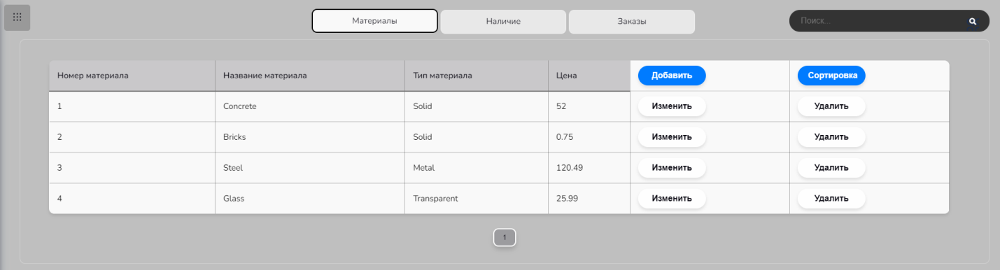 Материалы Наличие Заказы Поиск...
Номер материала Название материала Тип материала Цена Добавить Сортировка
1 Concrete Solid 52 Изменить Удалить
2 Bricks Solid 0.75 Изменить Удалить
3 Steel Metal 120.49 Изменить Удалить
4 Glass Transparent 25.99 Изменить Удалить
1